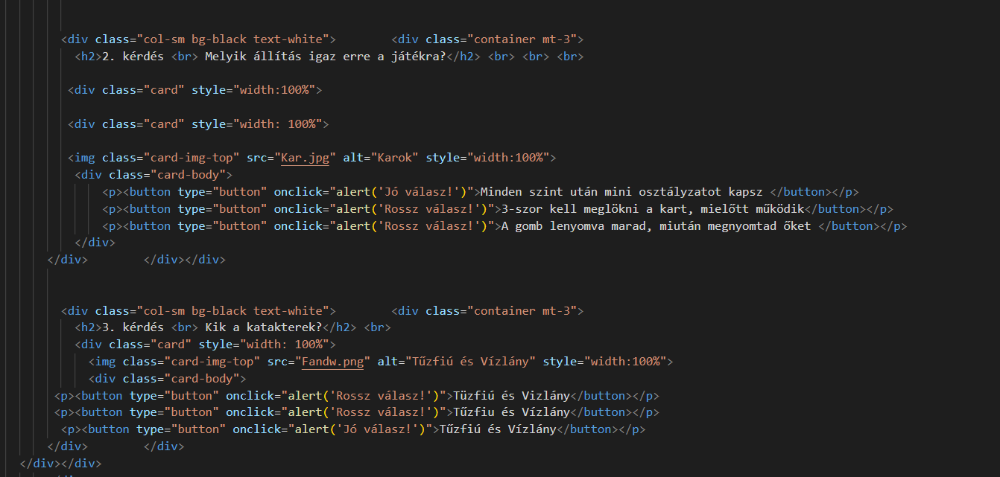 <div class="col-sm bg-black text-white">        <div class="container mt-3">
<h2>2. kérdés <br> Melyik állítás igaz erre a játékra?</h2> <br> <br> <br>
<div class="card" style="width:100%">
<div class="card" style="width: 100%">
<img class="card-img-top" src="Kar.jpg" alt="Karok" style="width:100%">
<div class="card-body">
<p><button type="button" onclick="alert('Jó válasz!')">Minden szint után mini osztályzatot kapsz </button></p>
<p><button type="button" onclick="alert('Rossz válasz!')">3-szor kell meglökni a kart, mielőtt működik</button></p>
<p><button type="button" onclick="alert('Rossz válasz!')">A gomb lenyomva marad, miután megnyomtad őket </button></p>
</div>
</div>        </div></div>
<div class="col-sm bg-black text-white">        <div class="container mt-3">
<h2>3. kérdés <br> Kik a katakterek?</h2> <br>
<div class="card" style="width: 100%">
<img class="card-img-top" src="Fandw.png" alt="Tűzfiú és Vízlány" style="width:100%">
<div class="card-body">
<p><button type="button" onclick="alert('Rossz válasz!')">Tüzfiú és Vizlány</button></p>
<p><button type="button" onclick="alert('Rossz válasz!')">Tűzfiu és Vízlány</button></p>
<p><button type="button" onclick="alert('Jó válasz!')">Tűzfiú és Vízlány</button></p>
</div>        </div>
</div></div>